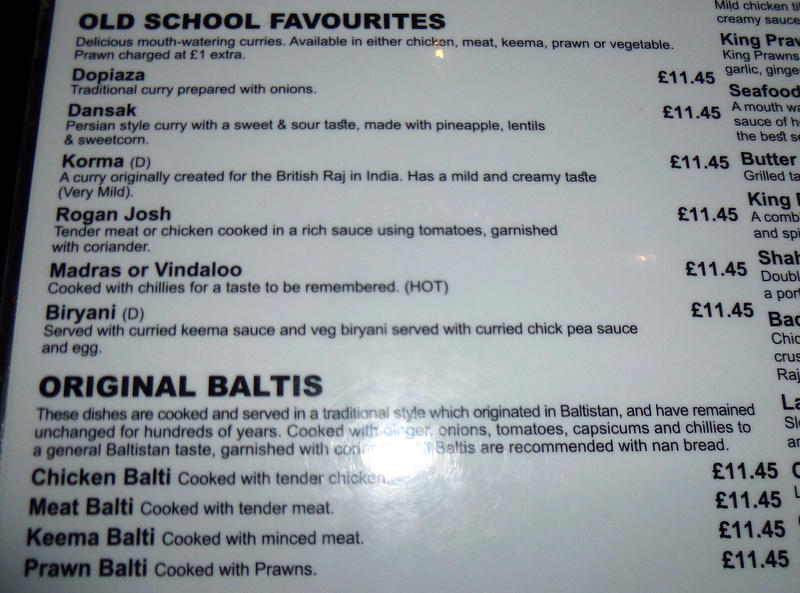 OLD SCHOOL FAVOURITES
Delicious mouth-watering curries. Available in either chicken, meat, keema, prawn or vegetable.
Prawn charged at £1 extra.
Dopiaza £11.45
Traditional curry prepared with onions.
Dansak £11.45
Persian style curry with a sweet & sour taste, made with pineapple, lentils
& sweetcorn.
Korma (D) £11.45
A curry originally created for the British Raj in India. Has a mild and creamy taste
(Very Mild).
Rogan Josh £11.45
Tender meat or chicken cooked in a rich sauce using tomatoes, garnished
with coriander.
Madras or Vindaloo £11.45
Cooked with chillies for a taste to be remembered. (HOT)
Biryani (D) £11.45
Served with curried keema sauce and veg biryani served with curried chick pea sauce
and egg.
ORIGINAL BALTIS
These dishes are cooked and served in a traditional style which originated in Baltistan, and have remained
unchanged for hundreds of years. Cooked with ginger, onions, tomatoes, capsicums and chillies to
a general Baltistan taste, garnished with Baltis are recommended with nan bread.
Chicken Balti Cooked with tender chicken. £11.45
Meat Balti Cooked with tender meat. £11.45
Keema Balti Cooked with minced meat. £11.45
Prawn Balti Cooked with Prawns. £11.45
Mild chicken
creamy sauce
King
King Prawns
garlic,
Seafood
A mouth
sauce of
the best
Butter
Grilled
King
A
and
a